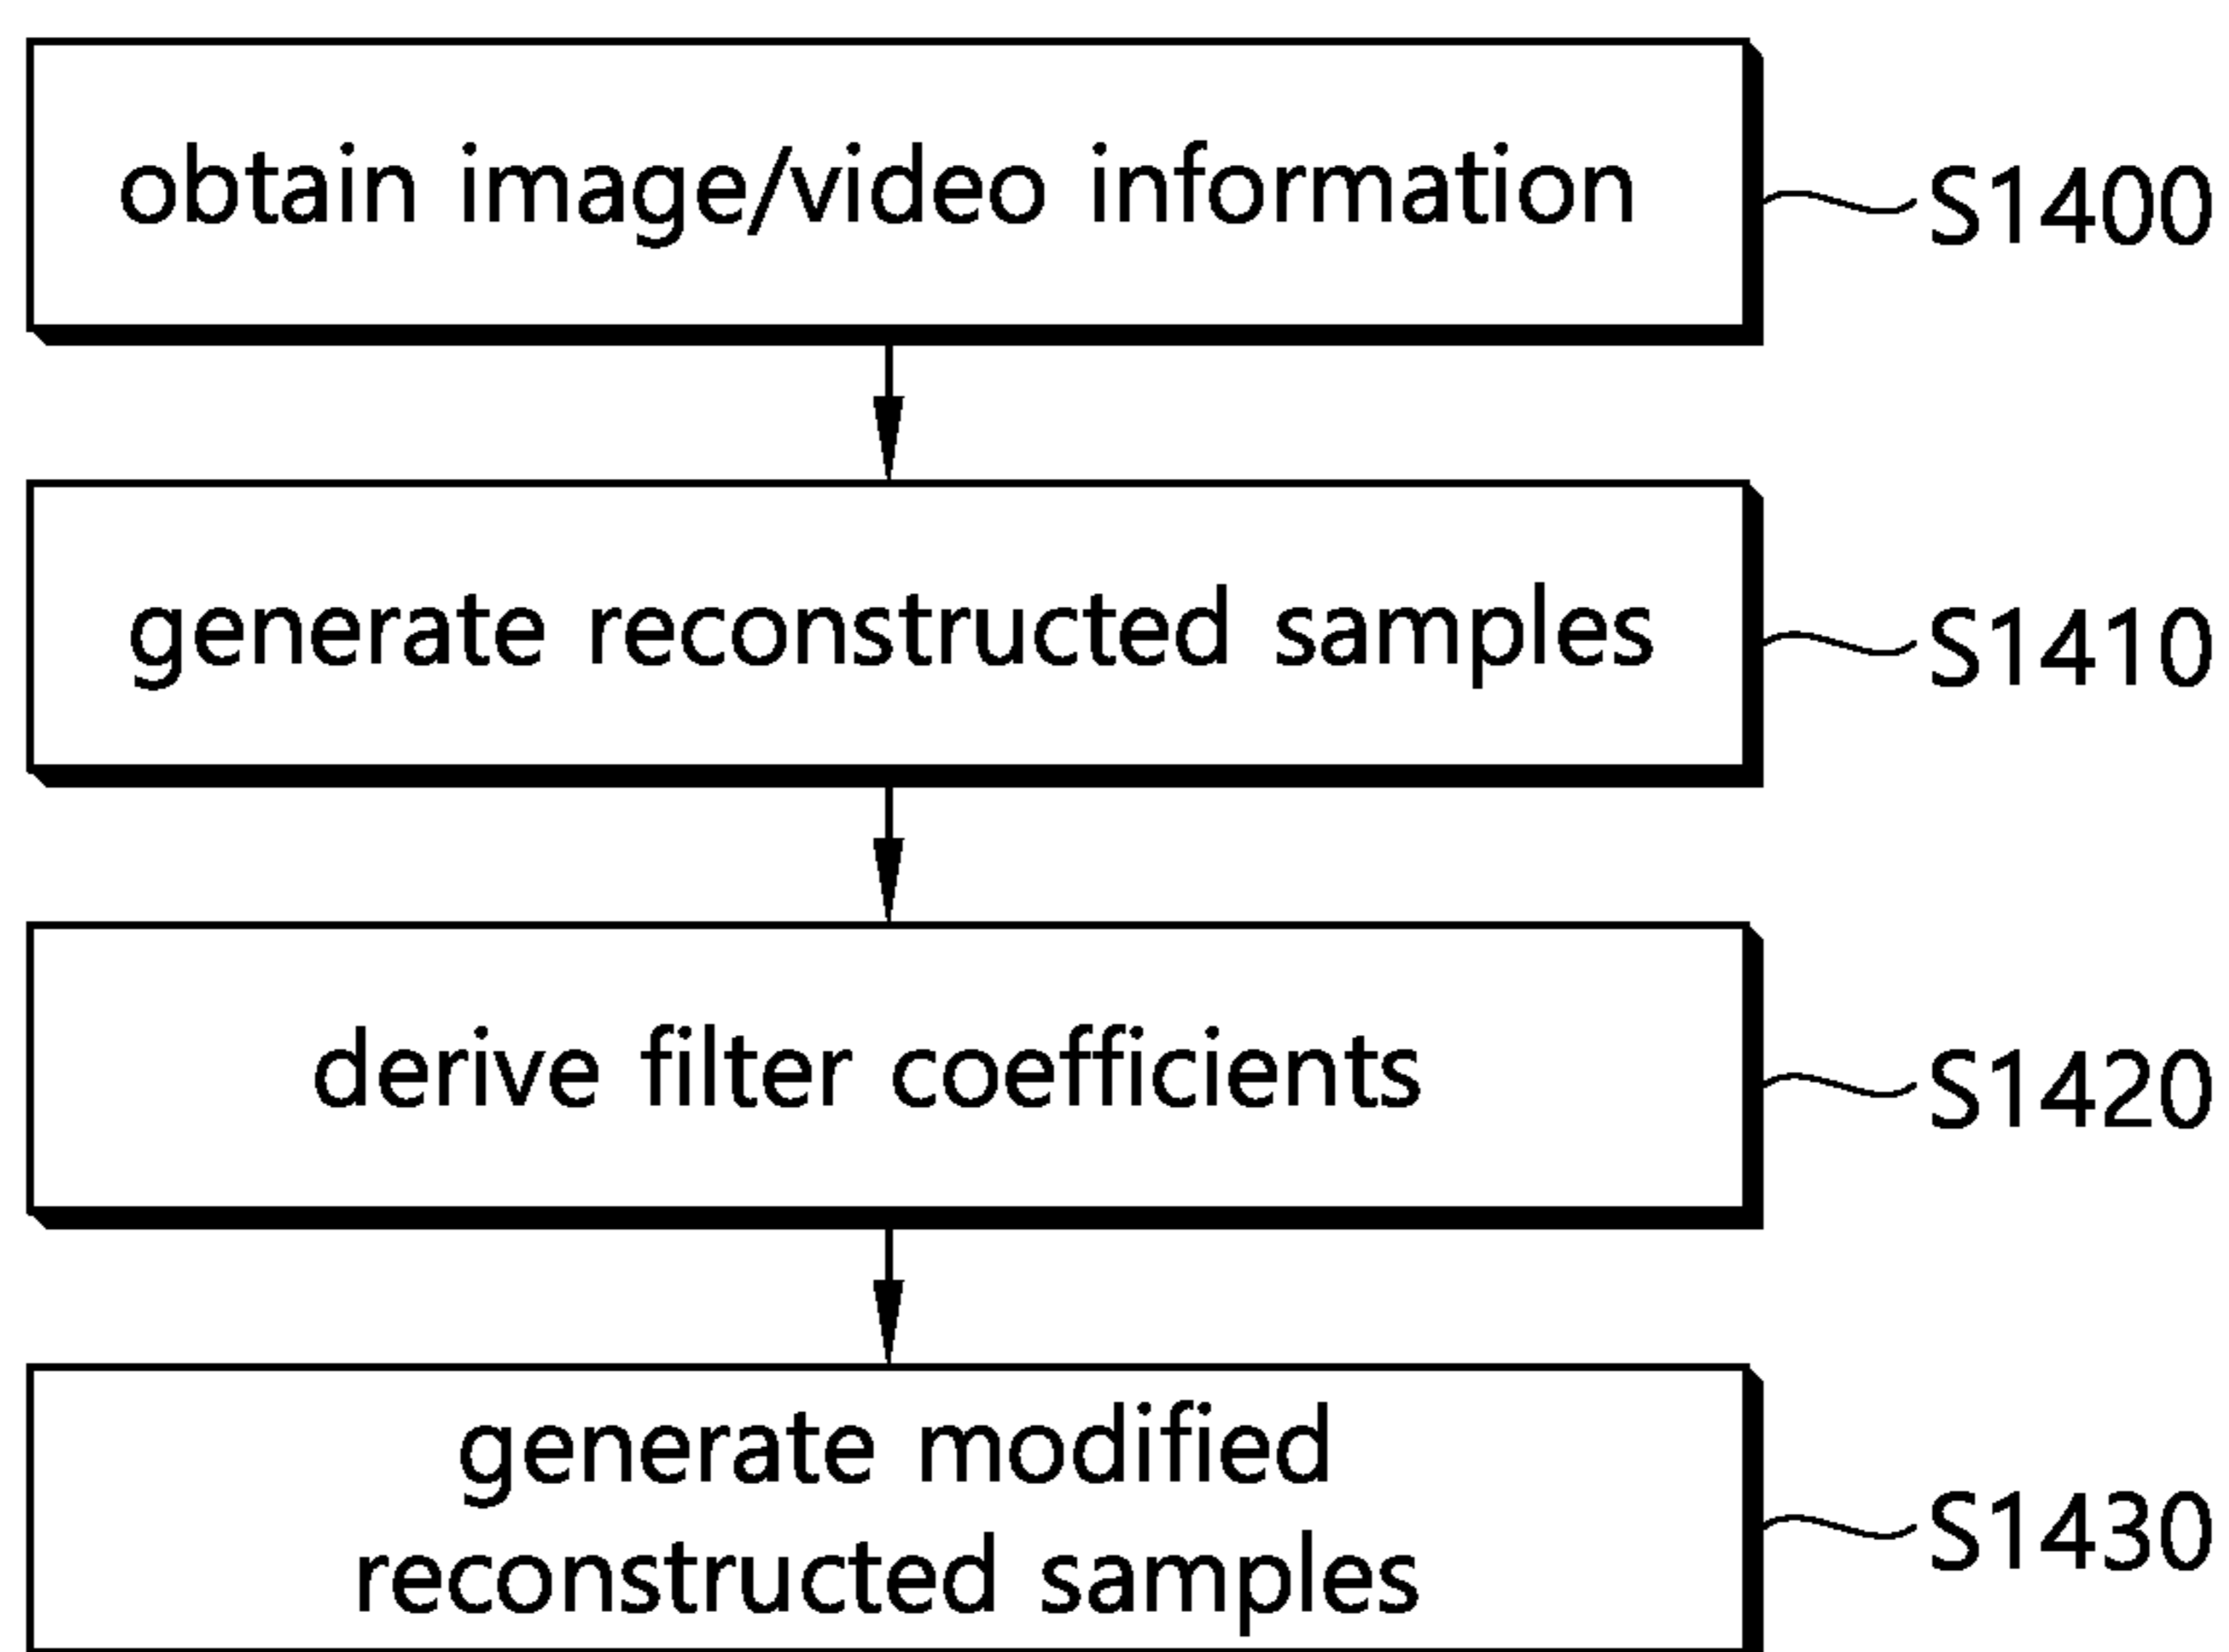 obtain image/video information
S1400
generate reconstructed samples
S1410
derive filter coefficients
S1420
generate modified
reconstructed samples
S1430